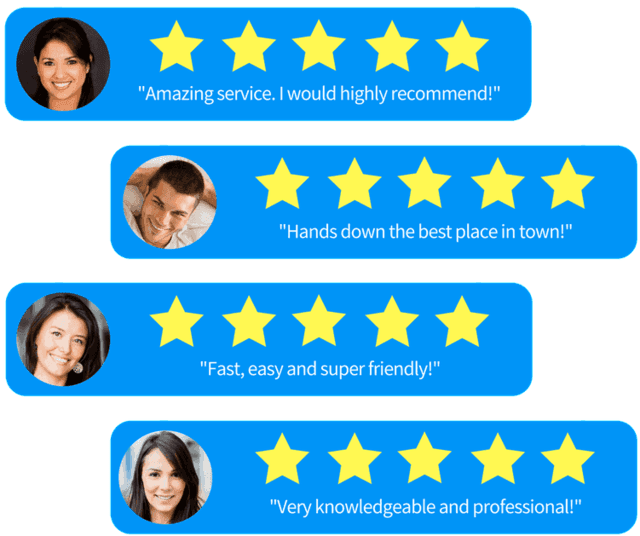 "Amazing service. I would highly recommend!"
"Hands down the best place in town!"
"Fast, easy and super friendly!"
"Very knowledgeable and professional!"